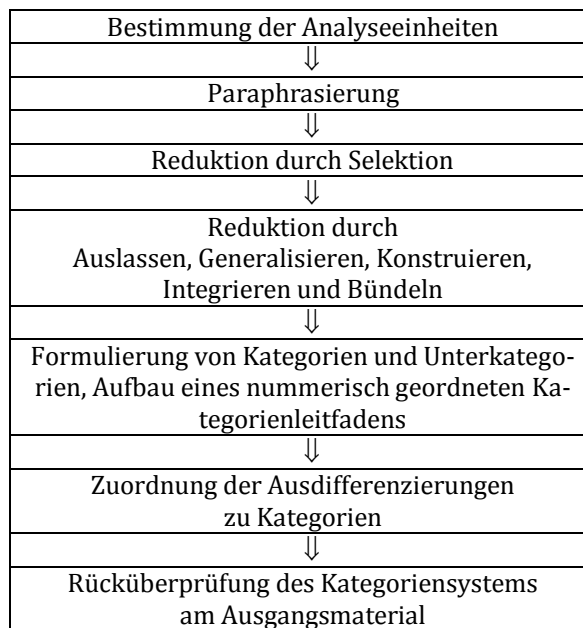 Bestimmung der Analyseeinheiten
⇓
Paraphrasierung
⇓
Reduktion durch Selektion
⇓
Reduktion durch
Auslassen, Generalisieren, Konstruieren,
Integrieren und Bündeln
⇓
Formulierung von Kategorien und Unterkatego-
rien, Aufbau eines nummerisch geordneten Ka-
tegorienleitfadens
⇓
Zuordnung der Ausdifferenzierungen
zu Kategorien
⇓
Rücküberprüfung des Kategoriensystems
am Ausgangsmaterial